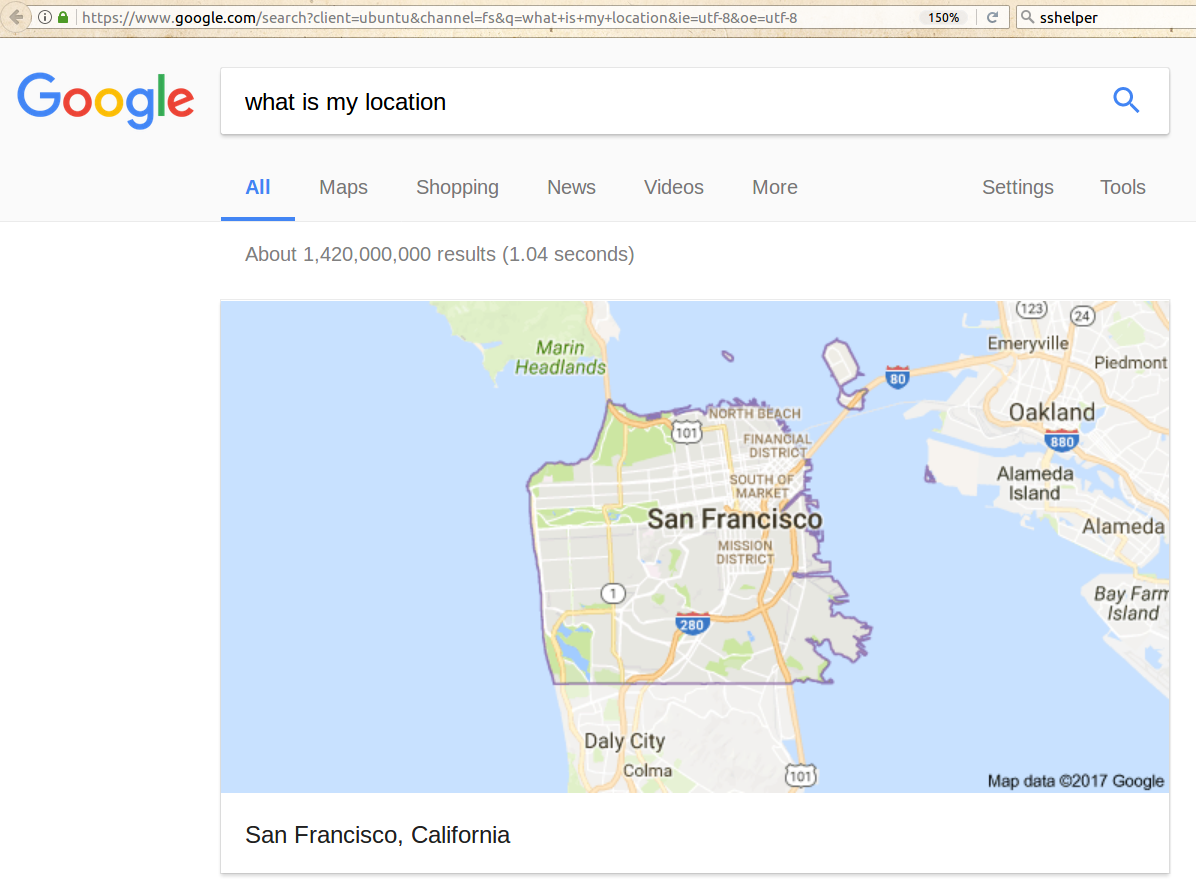 https://www.google.com/search?client=ubuntu&channel=fs&q=what+is+my+location&ie=utf-8&oe=utf-8 150% sshelper
Google what is my location
All Maps Shopping News Videos More Settings Tools
About 1,420,000,000 results (1.04 seconds)
123
24
Emeryville
Marin
Headlands
Piedmont
80
NORTH BEACH
Oakland
101
FINANCIAL
DISTRICT
880
SOUTH OF
MARKET
Alameda
Island
San Francisco
Alameda
MISSION
DISTRICT
1
Bay Farm
Island
280
Daly City
Colma
101
Map data ©2017 Google
San Francisco, California